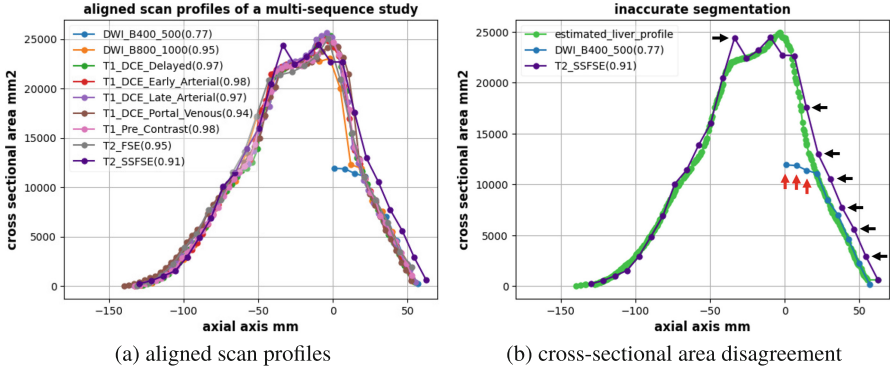 aligned scan profiles of a multi-sequence study
cross sectional area mm2
25000
20000
15000
10000
5000
0
DWI_B400_500(0.77)
DWI_B800_1000(0.95)
T1_DCE_Delayed(0.97)
T1_DCE_Early_Arterial(0.98)
T1_DCE_Late_Arterial(0.97)
T1_DCE_Portal_Venous(0.94)
T1_Pre_Contrast(0.98)
T2_FSE(0.95)
T2_SSFSE(0.91)
−150 −100 −50 0 50
axial axis mm
(a) aligned scan profiles
inaccurate segmentation
cross sectional area mm2
25000
20000
15000
10000
5000
0
estimated_liver_profile
DWI_B400_500(0.77)
T2_SSFSE(0.91)
−150 −100 −50 0 50
axial axis mm
(b) cross-sectional area disagreement